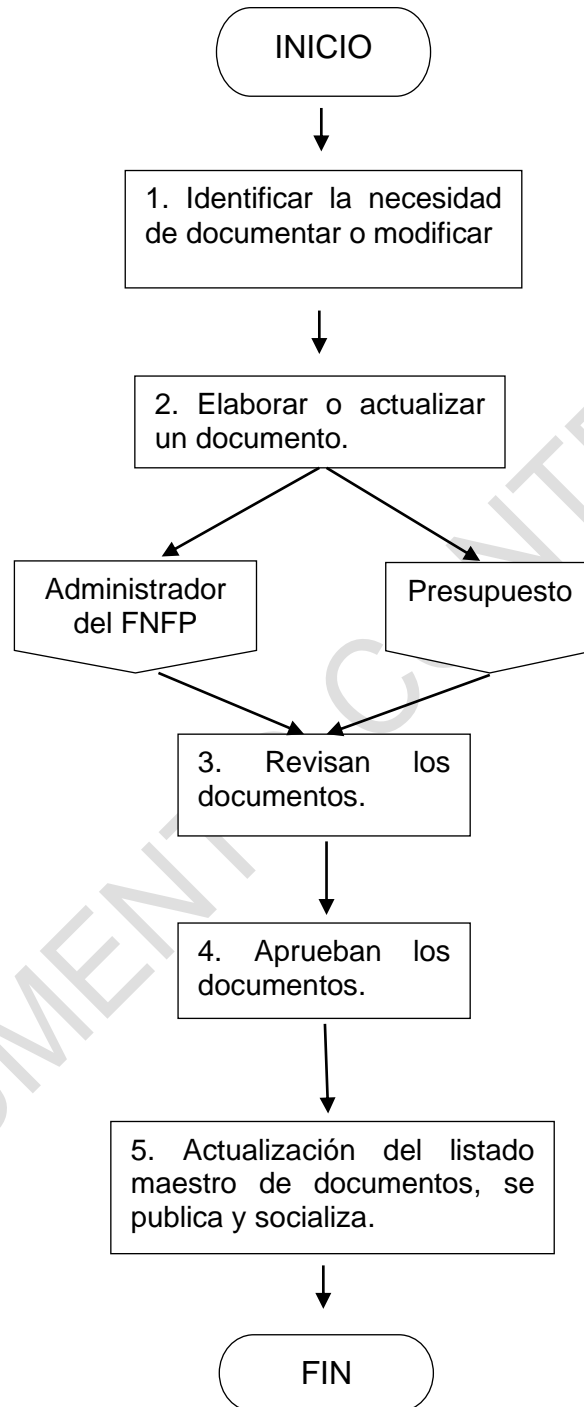 INICIO
1. Identificar la necesidad
de documentar o modificar
2. Elaborar o actualizar
un documento.
Administrador
del FNFP
Presupuesto
3. Revisan los
documentos.
4. Aprueban los
documentos.
5. Actualización del listado
maestro de documentos, se
publica y socializa.
FIN